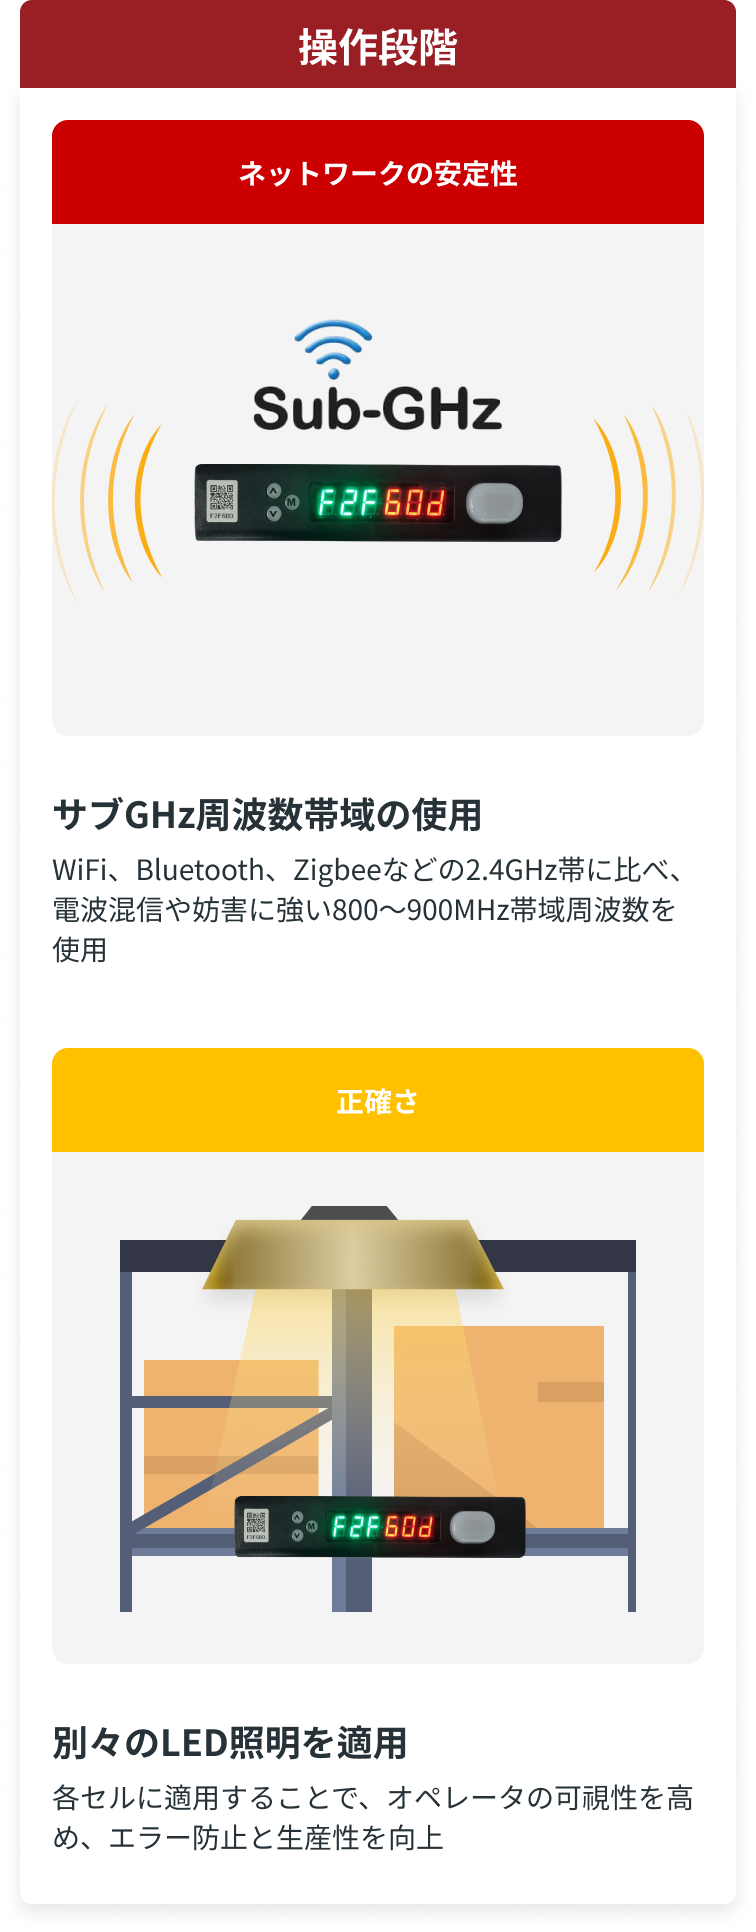 操作段階
ネットワークの安定性
Sub-GHz
F2F60D
M
F2F60d
サブGHz周波数帯域の使用
WiFi、Bluetooth、Zigbeeなどの2.4GHz帯に比べ、
電波混信や妨害に強い800～900MHz帯域周波数を
使用
正確さ
F2F60D
M
F2F60d
別々のLED照明を適用
各セルに適用することで、オペレータの可視性を高
め、エラー防止と生産性を向上